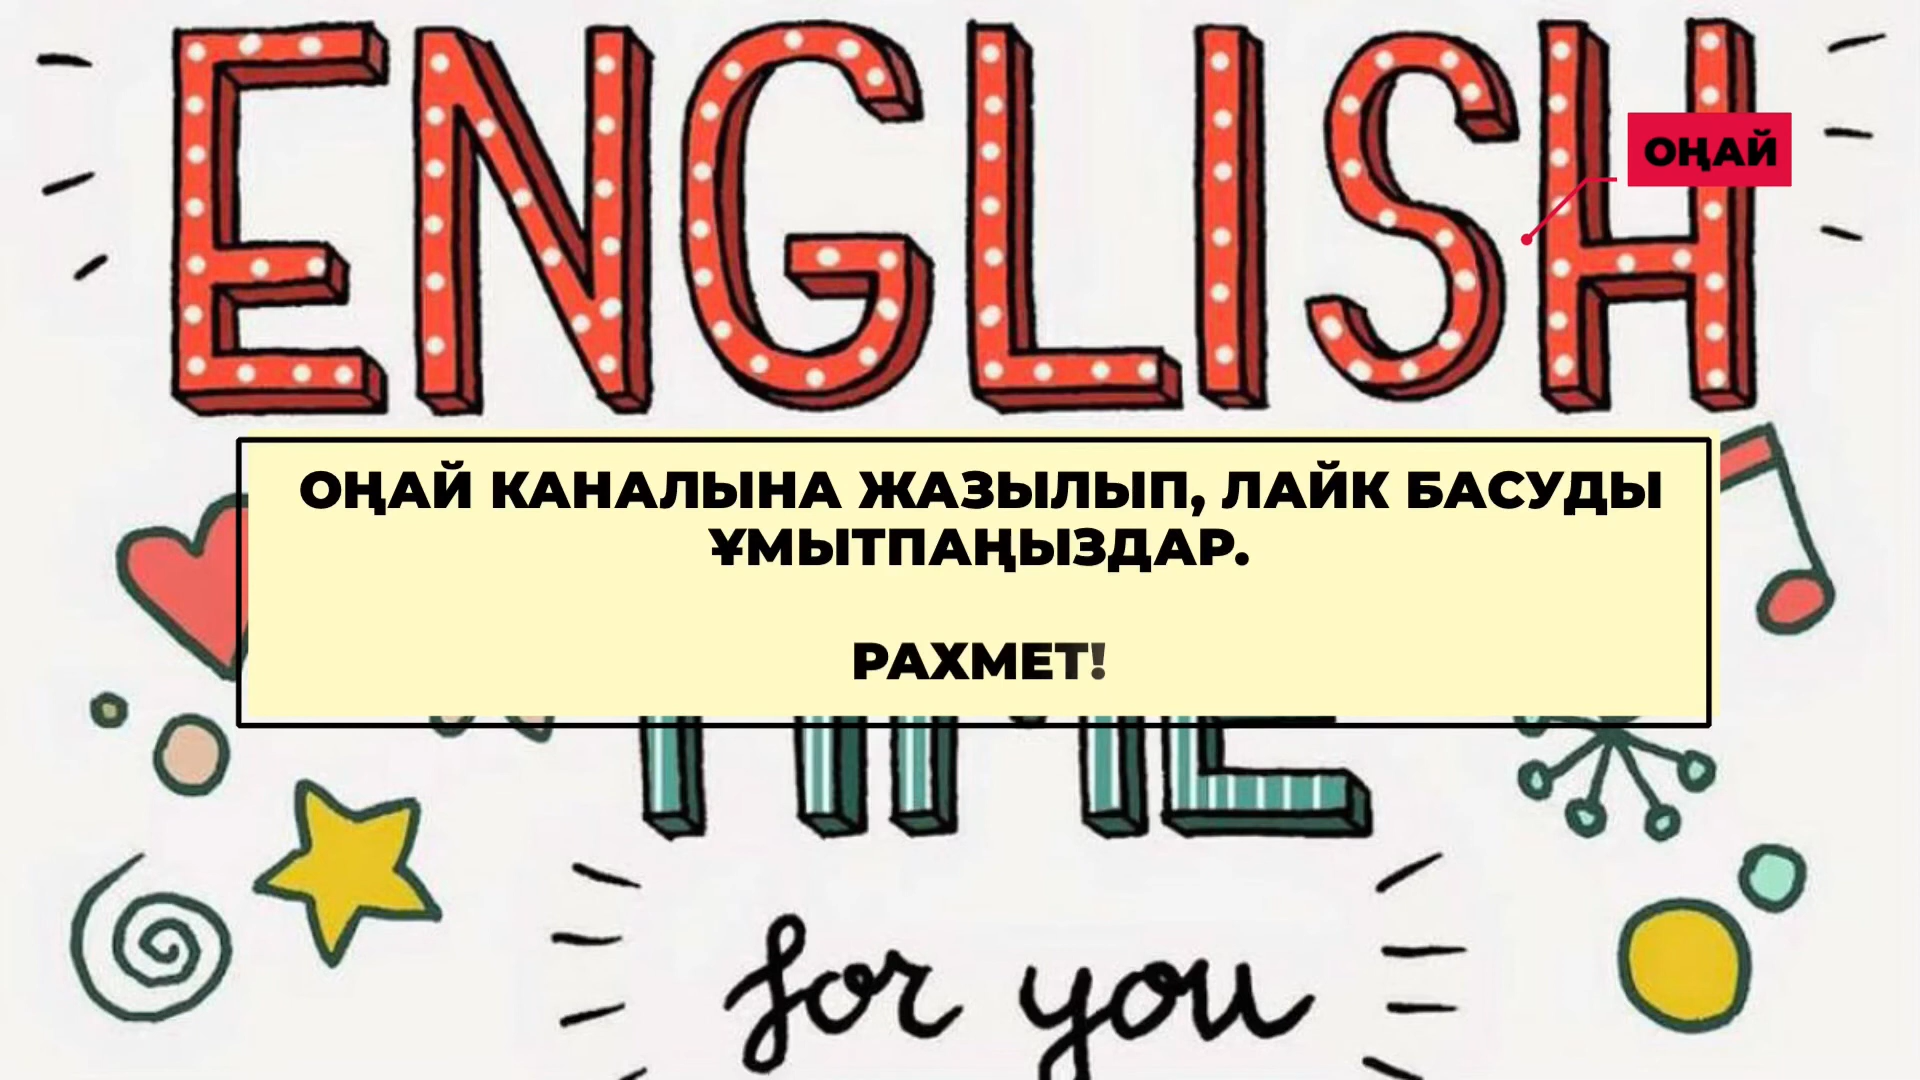 ENGLISH
ОҢАЙ
ОҢАЙ КАНАЛЫНА ЖАЗЫЛЫП, ЛАЙК БАСУДЫ
ҰМЫТПАҢЫЗДАР.
РАХМЕТ!
for you